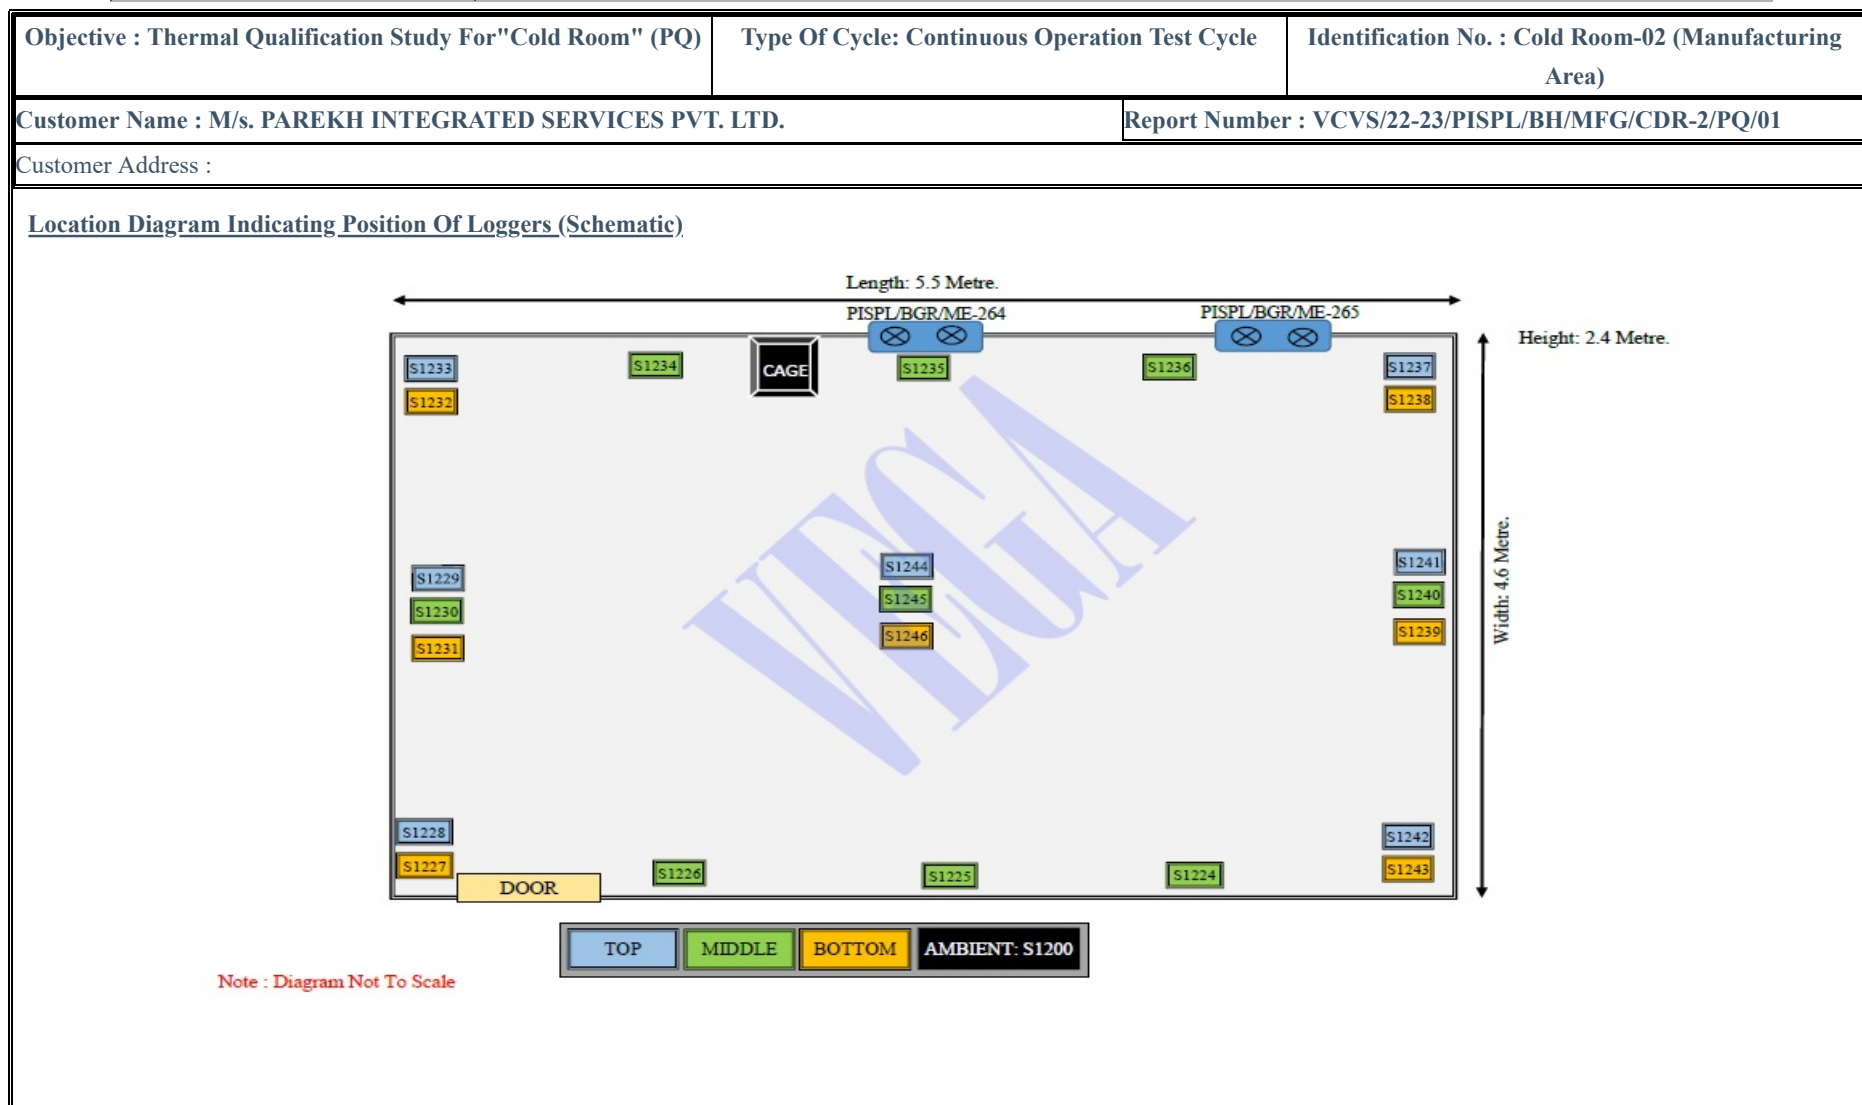 Objective : Thermal Qualification Study For"Cold Room" (PQ)
Type Of Cycle: Continuous Operation Test Cycle
Identification No. : Cold Room-02 (Manufacturing
Area)
Customer Name : M/s. PAREKH INTEGRATED SERVICES PVT. LTD.
Report Number : VCVS/22-23/PISPL/BH/MFG/CDR-2/PQ/01
Customer Address :
Location Diagram Indicating Position Of Loggers (Schematic)
Length: 5.5 Metre.
PISPL/BGR/ME-264
PISPL/BGR/ME-265
Height: 2.4 Metre.
S1233
S1234
CAGE
S1235
S1236
S1237
S1232
S1238
S1229
S1244
S1241
S1230
S1245
S1240
S1231
S1246
S1239
Width: 4.6 Metre.
VEGA
S1228
S1242
S1227
S1226
S1225
S1224
S1243
DOOR
TOP
MIDDLE
BOTTOM
AMBIENT: S1200
Note : Diagram Not To Scale